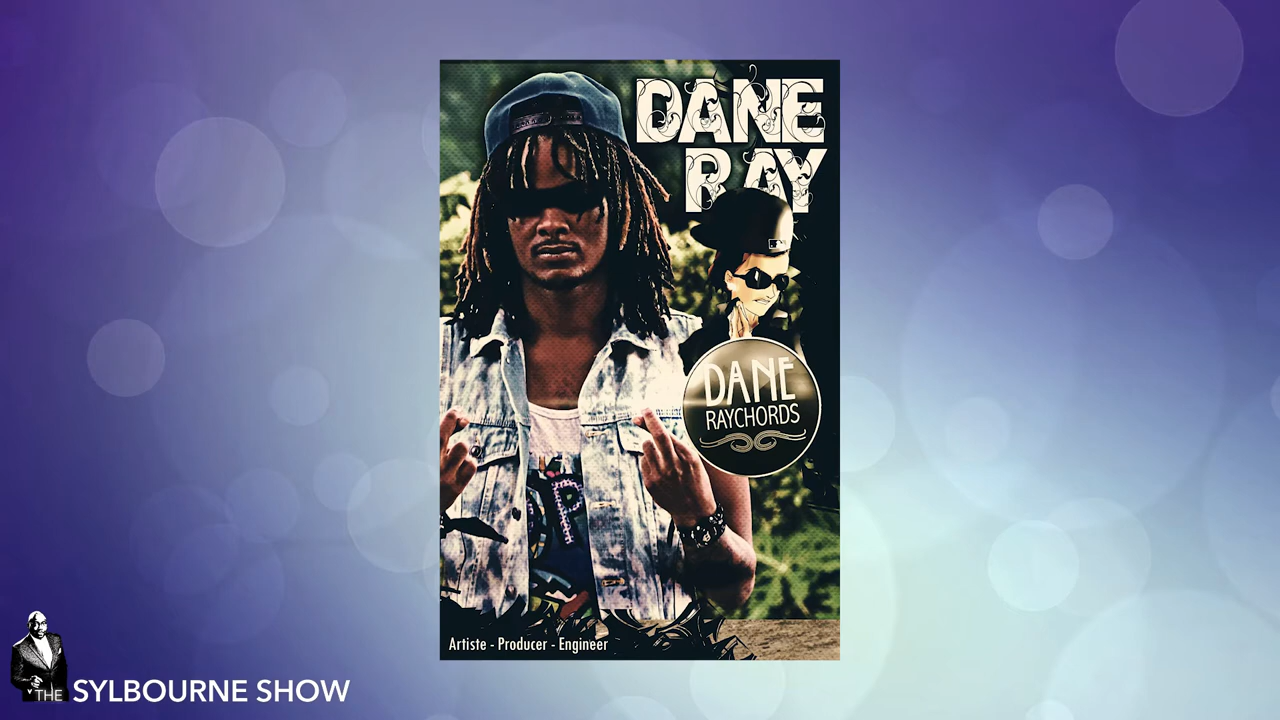 DANE
RAY
DANE
RAYCHORDS
Artiste - Producer - Engineer
THE SYLBOURNE SHOW